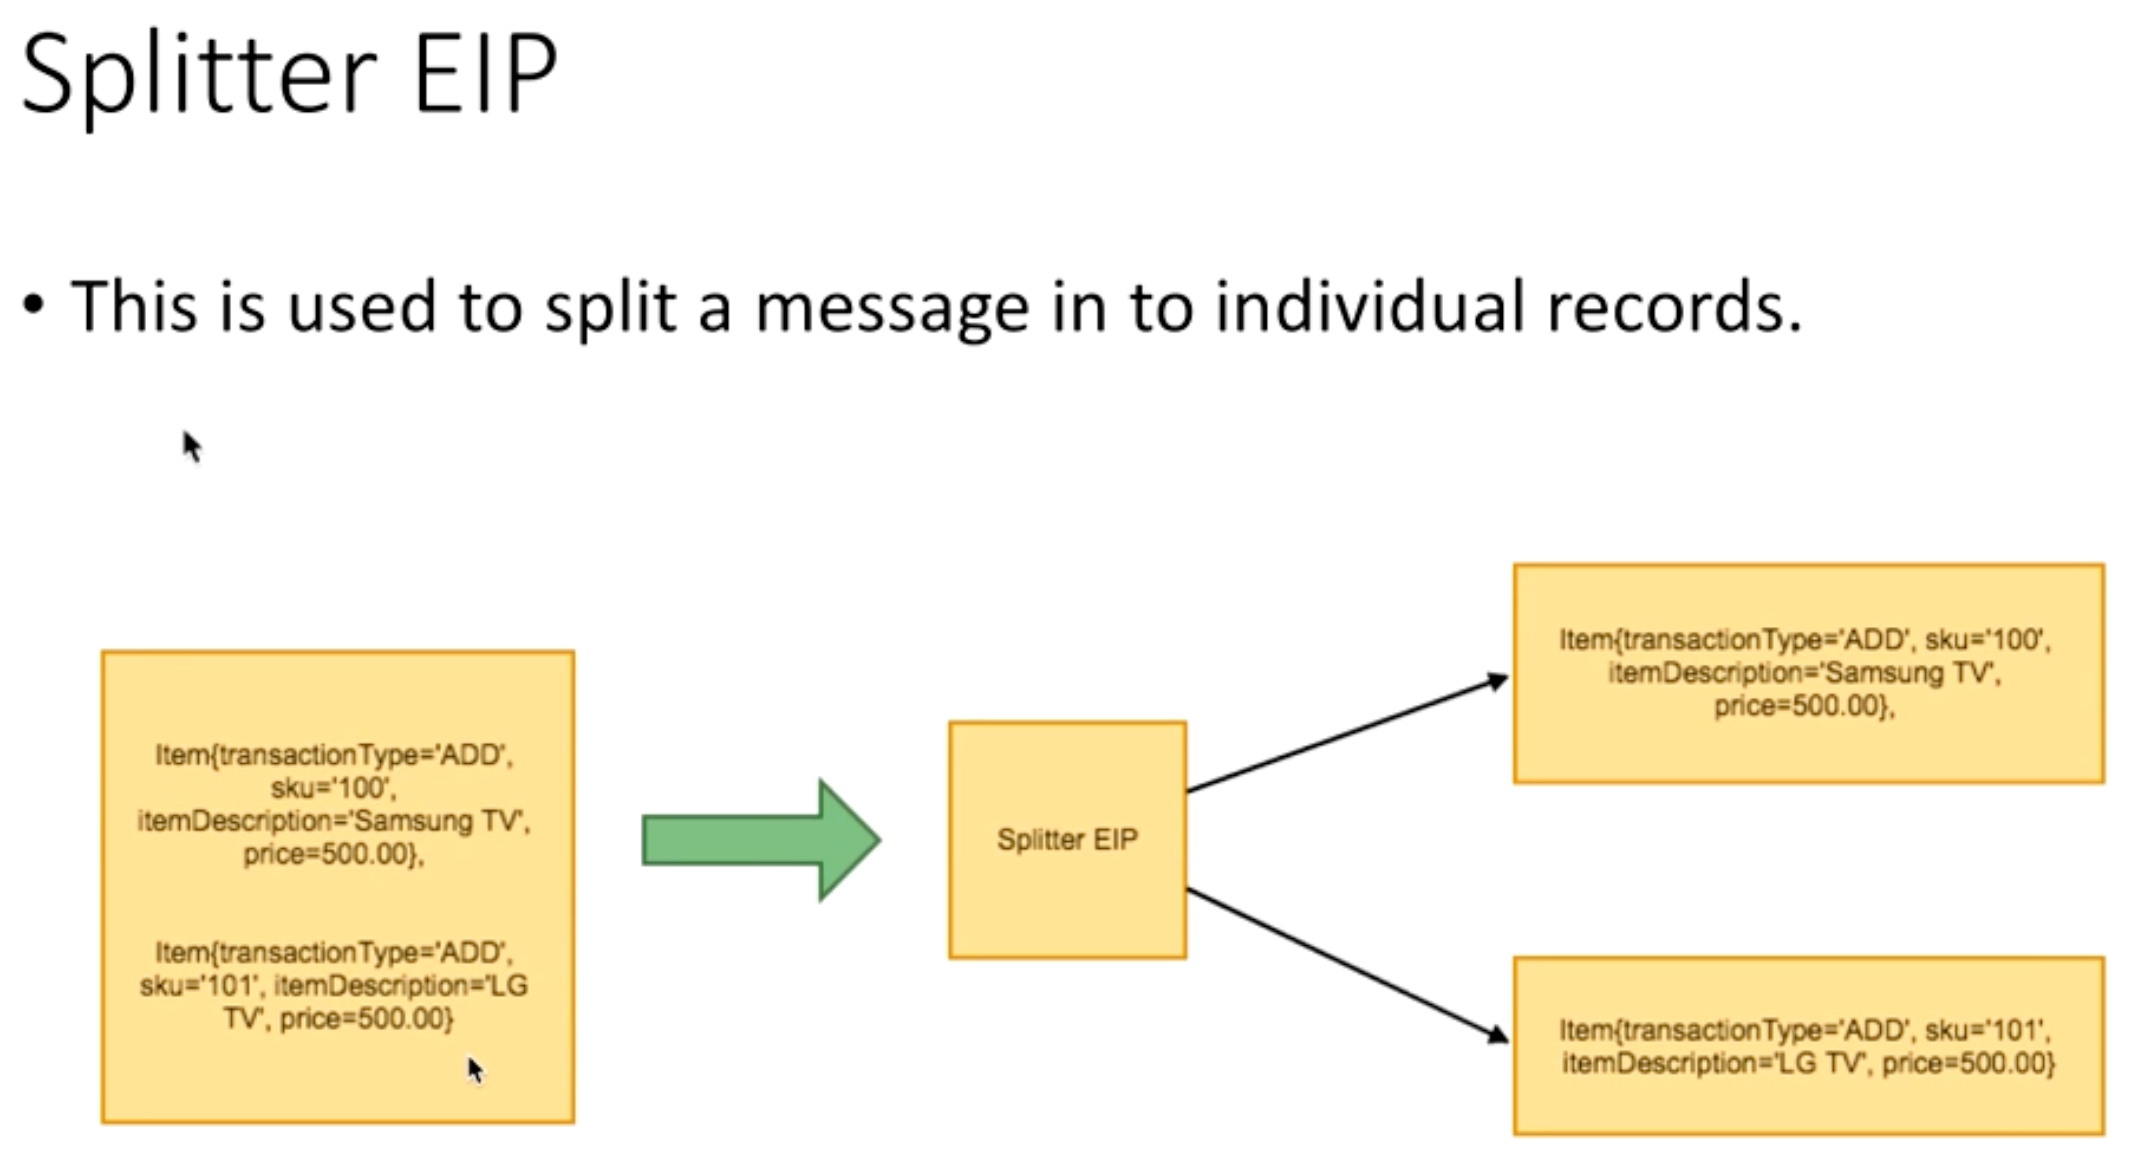 Splitter EIP
• This is used to split a message in to individual records.
Item{transactionType='ADD',
sku='100',
itemDescription='Samsung TV',
price=500.00},
Item{transactionType='ADD',
sku='101', itemDescription='LG
TV', price=500.00}
Splitter EIP
Item{transactionType='ADD', sku='100',
itemDescription='Samsung TV',
price=500.00},
Item{transactionType='ADD', sku='101',
itemDescription='LG TV', price=500.00}